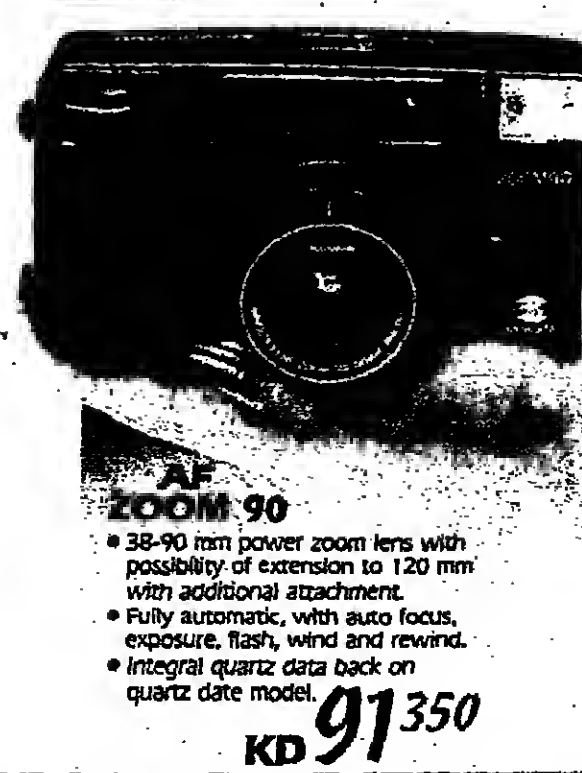 AF
ZOOM 90
• 38-90 mm power zoom lens with
possibility of extension to 120 mm
with additional attachment.
• Fully automatic, with auto focus,
exposure, flash, wind and rewind.
• Integral quartz data back on
quartz date model.
KD 91 350